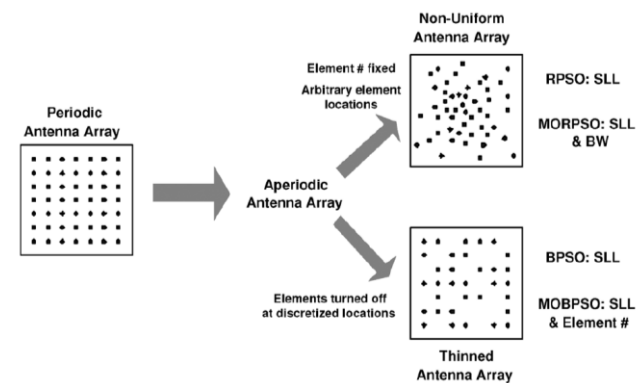 Periodic
Antenna Array
Aperiodic
Antenna Array
Element # fixed
Arbitrary element
locations
Non-Uniform
Antenna Array
RPSO: SLL
MORPSO: SLL
& BW
Elements turned off
at discretized locations
BPSO: SLL
MOBPSO: SLL
& Element #
Thinned
Antenna Array